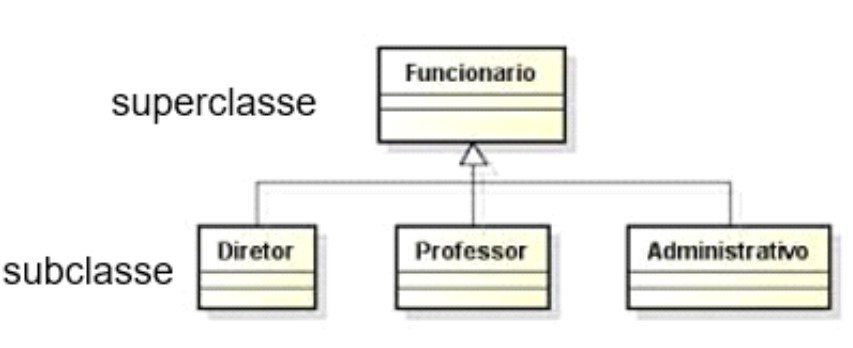 Funcionario
superclasse
Diretor
Professor
Administrativo
subclasse